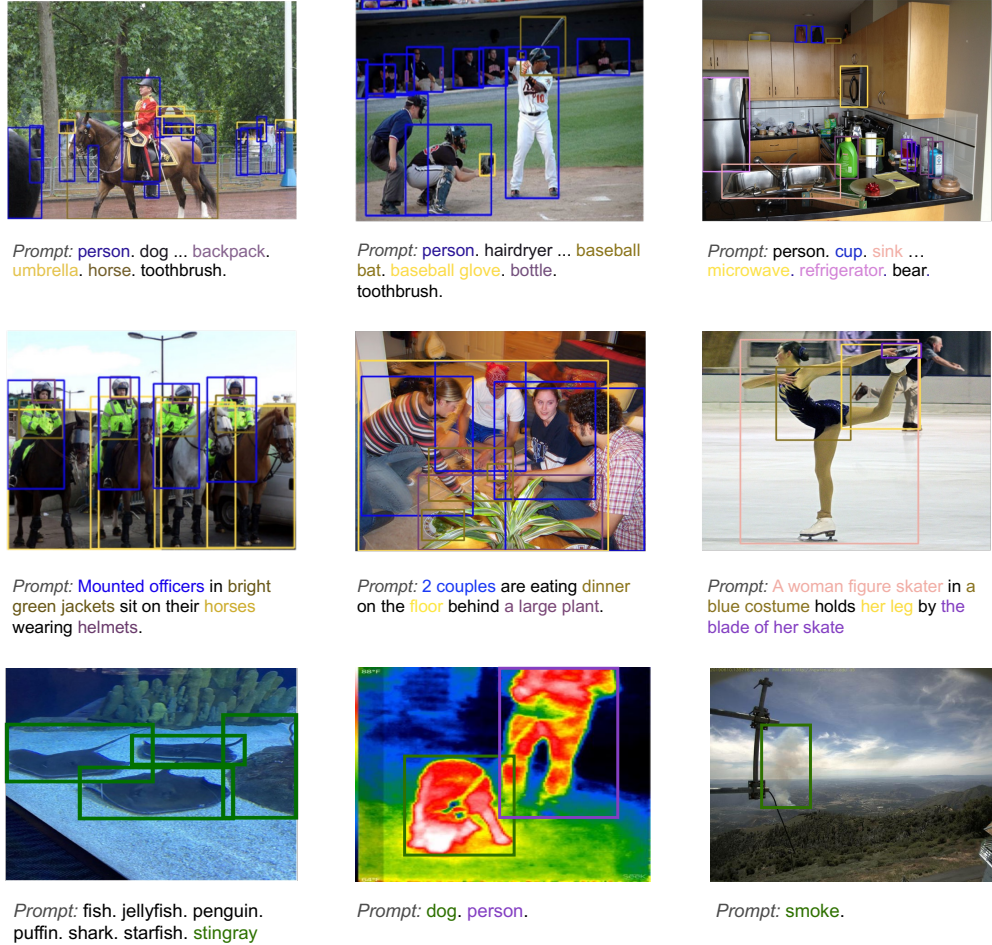 Prompt: person. dog ... backpack.
umbrella. horse. toothbrush.
Prompt: person. hairdryer ... baseball
bat. baseball glove. bottle.
toothbrush.
Prompt: person. cup. sink ...
microwave. refrigerator. bear.
Prompt: Mounted officers in bright
green jackets sit on their horses
wearing helmets.
Prompt: 2 couples are eating dinner
on the floor behind a large plant.
Prompt: A woman figure skater in a
blue costume holds her leg by the
blade of her skate
88°F
Prompt: fish. jellyfish. penguin.
puffin. shark. starfish. stingray
Prompt: dog. person.
Prompt: smoke.
10